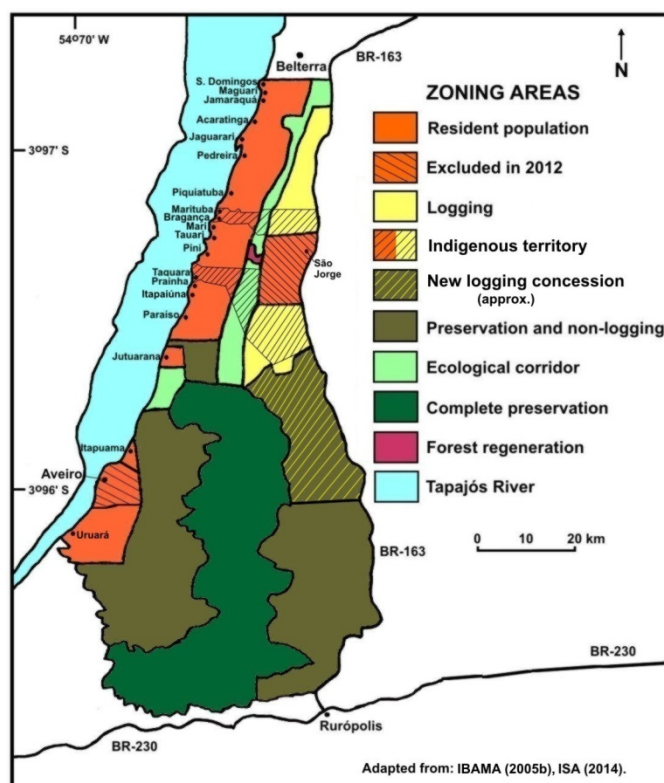 54º70' W
BR-163
Belterra
N
S. Domingos
Maguari
Jamaraquá
Acaratinga
Jaguarari
3º97' S
Pedreira
Piquiatuba
Marituba
Bragança
Mari
Tauari
Pini
São
Jorge
Taquara
Prainha
Itapaiúna
Paraiso
Jutuarana
Itapuama
Aveiro
3º96' S
Uruará
ZONING AREAS
Resident population
Excluded in 2012
Logging
Indigenous territory
New logging concession
(approx.)
Preservation and non-logging
Ecological corridor
Complete preservation
Forest regeneration
Tapajós River
0 10 20 km
BR-163
BR-230
Rurópolis
BR-230
Adapted from: IBAMA (2005b), ISA (2014).